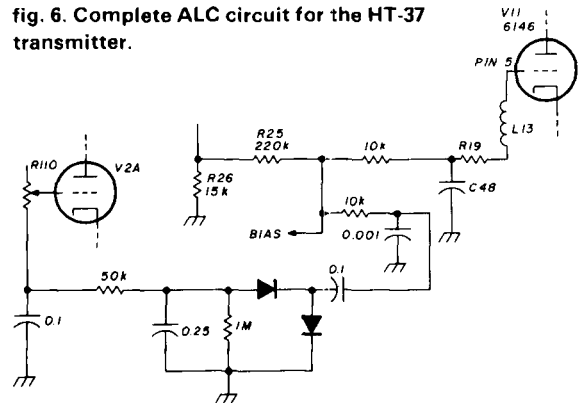 fig. 6. Complete ALC circuit for the HT-37
transmitter.
V11
6146
PIN 5
L13
R25
220k
10k
R19
R110
V2A
R26
15k
C48
10k
BIAS
0.001
0.1
50k
0.1
0.25
1M